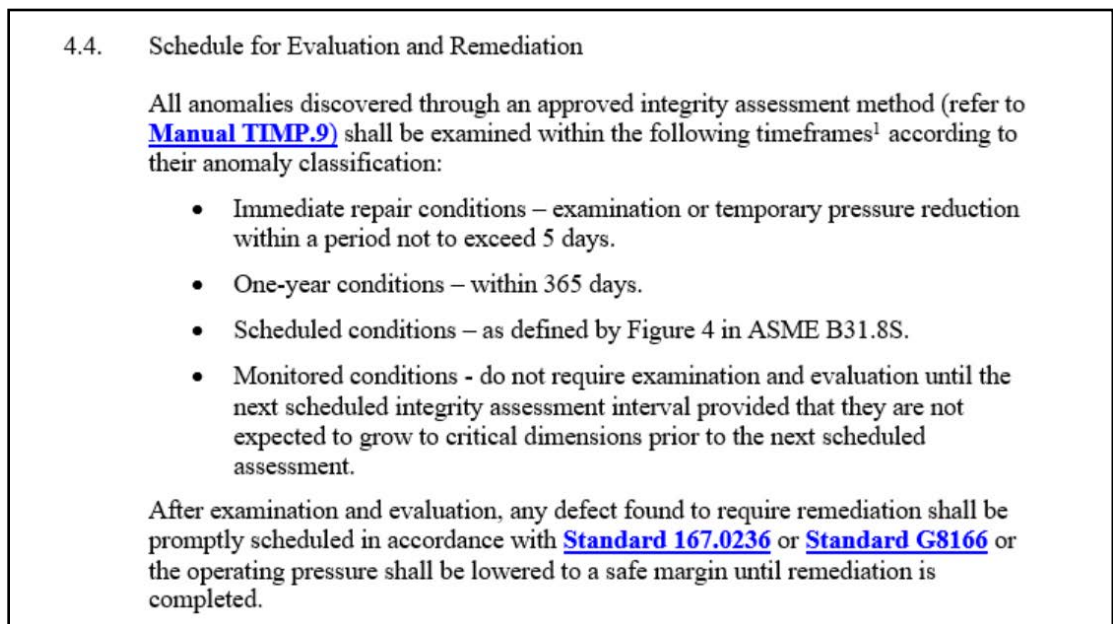 4.4. Schedule for Evaluation and Remediation
All anomalies discovered through an approved integrity assessment method (refer to
Manual TIMP.9) shall be examined within the following timeframes¹ according to
their anomaly classification:
• Immediate repair conditions – examination or temporary pressure reduction
within a period not to exceed 5 days.
• One-year conditions – within 365 days.
• Scheduled conditions – as defined by Figure 4 in ASME B31.8S.
• Monitored conditions - do not require examination and evaluation until the
next scheduled integrity assessment interval provided that they are not
expected to grow to critical dimensions prior to the next scheduled
assessment.
After examination and evaluation, any defect found to require remediation shall be
promptly scheduled in accordance with Standard 167.0236 or Standard G8166 or
the operating pressure shall be lowered to a safe margin until remediation is
completed.